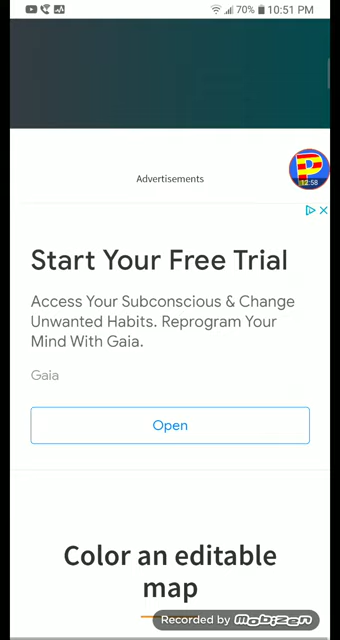 70% 10:51 PM
P
12:58
Advertisements
Start Your Free Trial
Access Your Subconscious & Change
Unwanted Habits. Reprogram Your
Mind With Gaia.
Gaia
Open
Color an editable
map
Recorded by mobizen